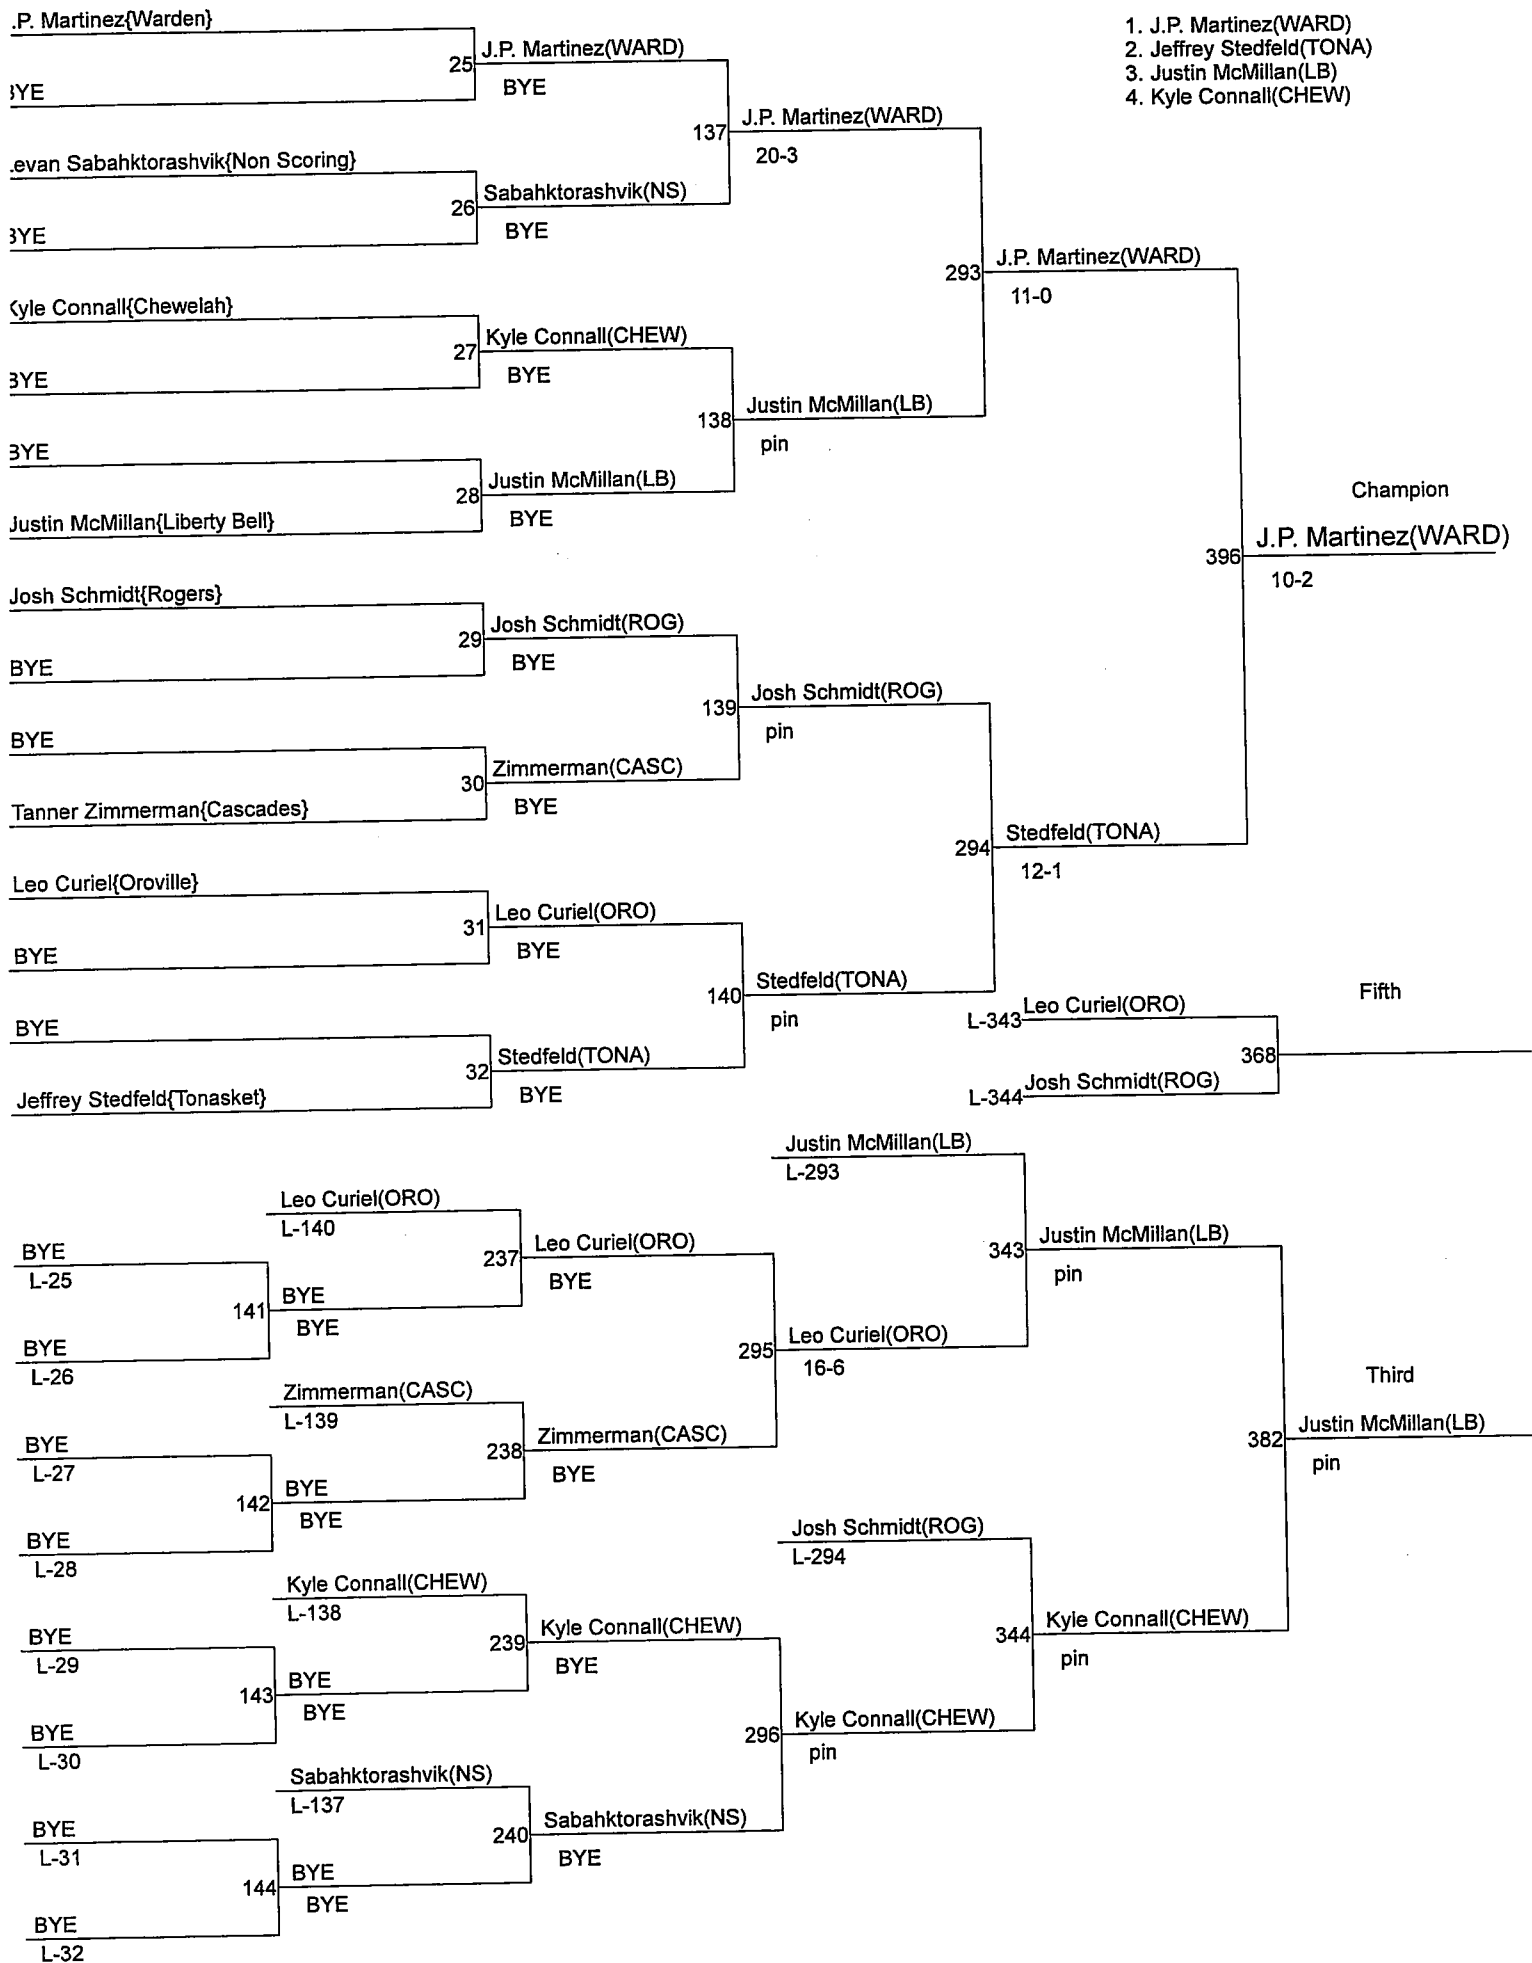 .P. Martinez{Warden}
BYE
25
J.P. Martinez(WARD)
BYE
Levan Sabahktorashvik{Non Scoring}
BYE
26
Sabahktorashvik(NS)
BYE
137
J.P. Martinez(WARD)
20-3
Kyle Connall{Chewelah}
BYE
27
Kyle Connall(CHEW)
BYE
BYE
Justin McMillan{Liberty Bell}
28
Justin McMillan(LB)
BYE
138
Justin McMillan(LB)
pin
293
J.P. Martinez(WARD)
11-0
Josh Schmidt{Rogers}
BYE
29
Josh Schmidt(ROG)
BYE
BYE
Tanner Zimmerman{Cascades}
30
Zimmerman(CASC)
BYE
139
Josh Schmidt(ROG)
pin
Leo Curiel{Oroville}
BYE
31
Leo Curiel(ORO)
BYE
BYE
Jeffrey Stedfeld{Tonasket}
32
Stedfeld(TONA)
BYE
140
Stedfeld(TONA)
pin
294
Stedfeld(TONA)
12-1
396
Champion
J.P. Martinez(WARD)
10-2
1. J.P. Martinez(WARD)
2. Jeffrey Stedfeld(TONA)
3. Justin McMillan(LB)
4. Kyle Connall(CHEW)
Fifth
Leo Curiel(ORO)
L-343
368
Josh Schmidt(ROG)
L-344
BYE
L-25
BYE
L-26
141
BYE
BYE
Leo Curiel(ORO)
L-140
237
Leo Curiel(ORO)
BYE
BYE
L-27
BYE
L-28
142
BYE
BYE
Zimmerman(CASC)
L-139
238
Zimmerman(CASC)
BYE
295
Leo Curiel(ORO)
16-6
Justin McMillan(LB)
L-293
343
Justin McMillan(LB)
pin
BYE
L-29
BYE
L-30
143
BYE
BYE
Kyle Connall(CHEW)
L-138
239
Kyle Connall(CHEW)
BYE
BYE
L-31
BYE
L-32
144
BYE
BYE
Sabahktorashvik(NS)
L-137
240
Sabahktorashvik(NS)
BYE
296
Kyle Connall(CHEW)
pin
Josh Schmidt(ROG)
L-294
344
Kyle Connall(CHEW)
pin
382
Third
Justin McMillan(LB)
pin